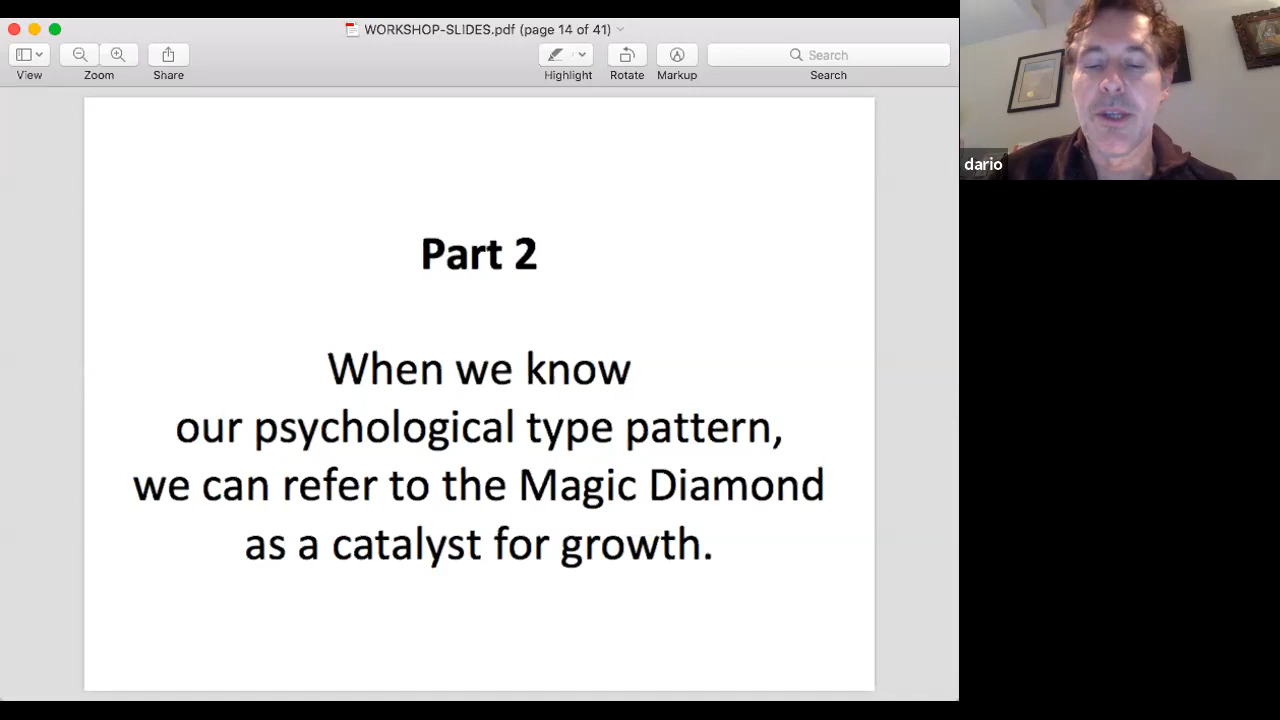 WORKSHOP-SLIDES.pdf (page 14 of 41)
View
Zoom
Share
Highlight
Rotate
Markup
Search
Search
dario
Part 2
When we know
our psychological type pattern,
we can refer to the Magic Diamond
as a catalyst for growth.